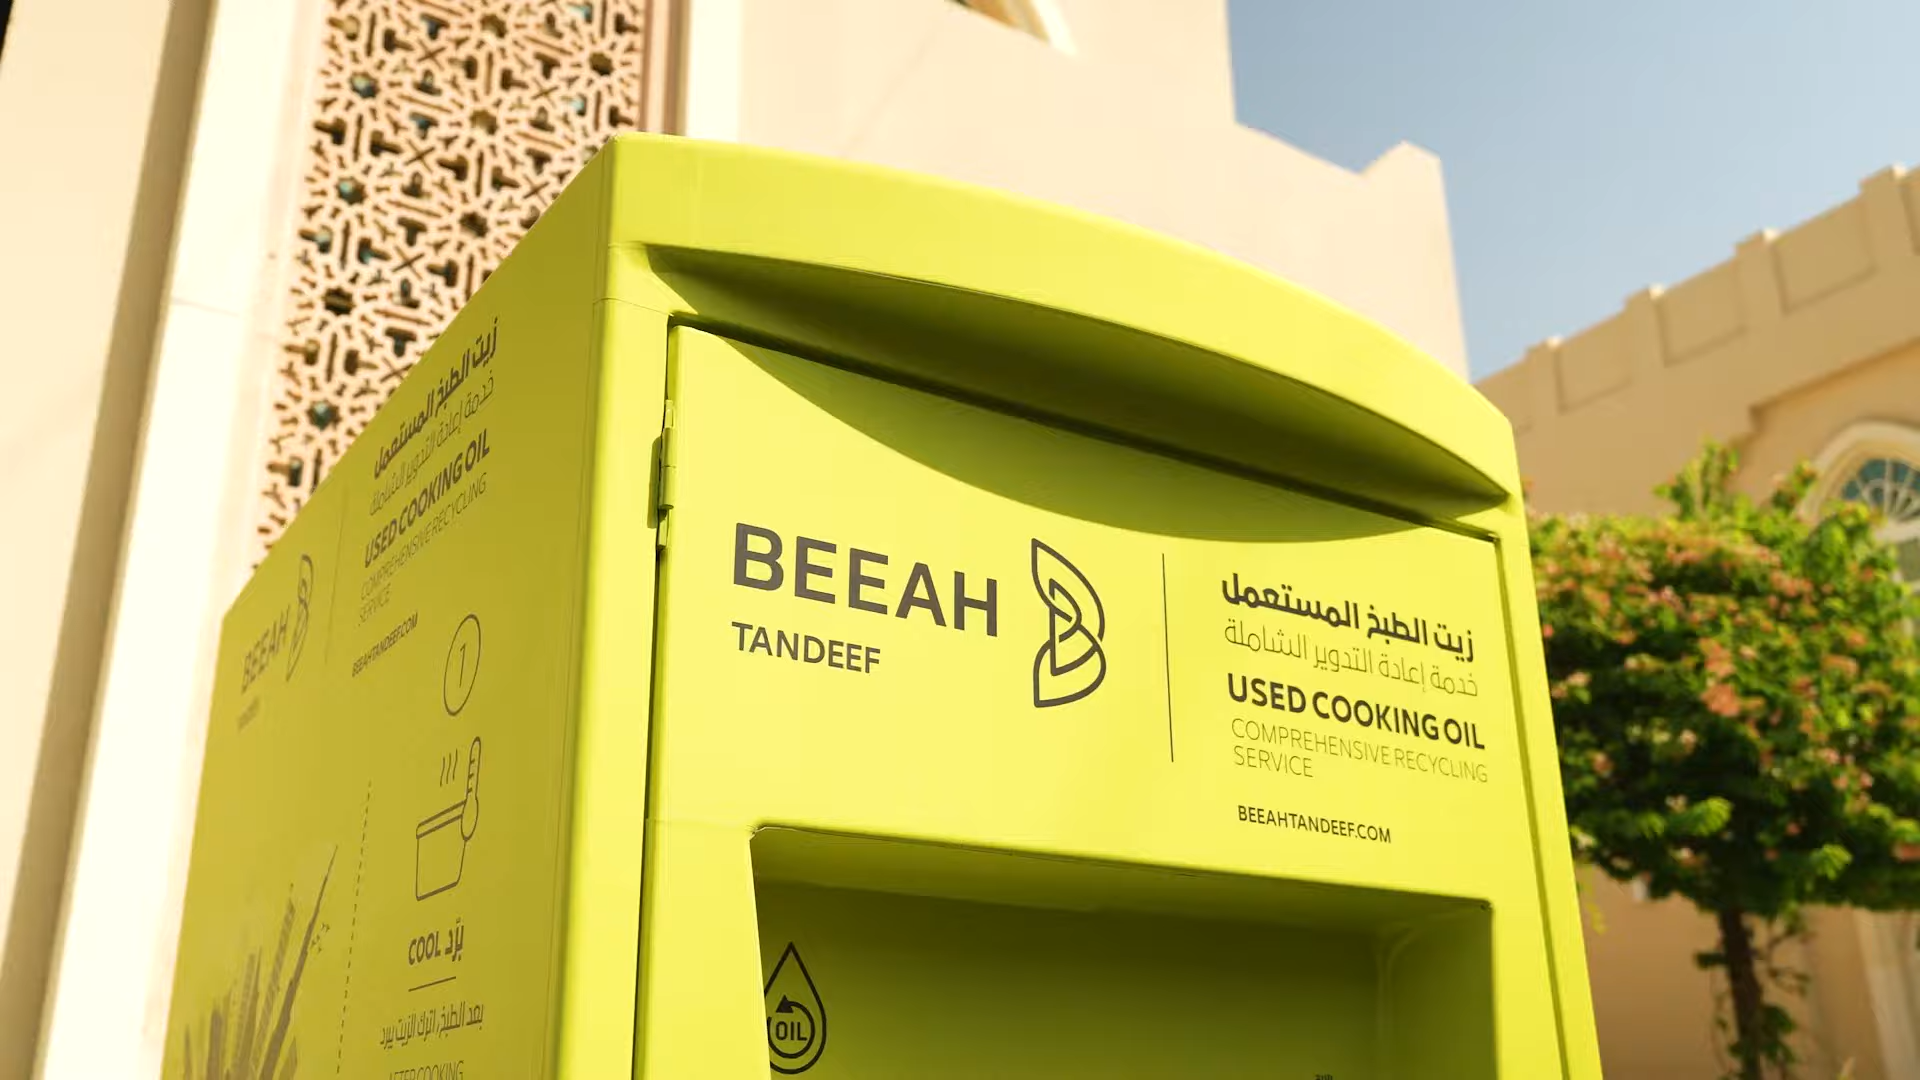 زيت الطبخ المستعمل
خدمة إعادة التدوير الشاملة
USED COOKING OIL
COMPREHENSIVE RECYCLING
SERVICE
BEEAHTANDEEF.COM
BEEAH
1
COOL برّد
بعد الطبخ، اترك الزيت يبرد
AFTER COOKING
BEEAH
TANDEEF
زيت الطبخ المستعمل
خدمة إعادة التدوير الشاملة
USED COOKING OIL
COMPREHENSIVE RECYCLING
SERVICE
BEEAHTANDEEF.COM
OIL